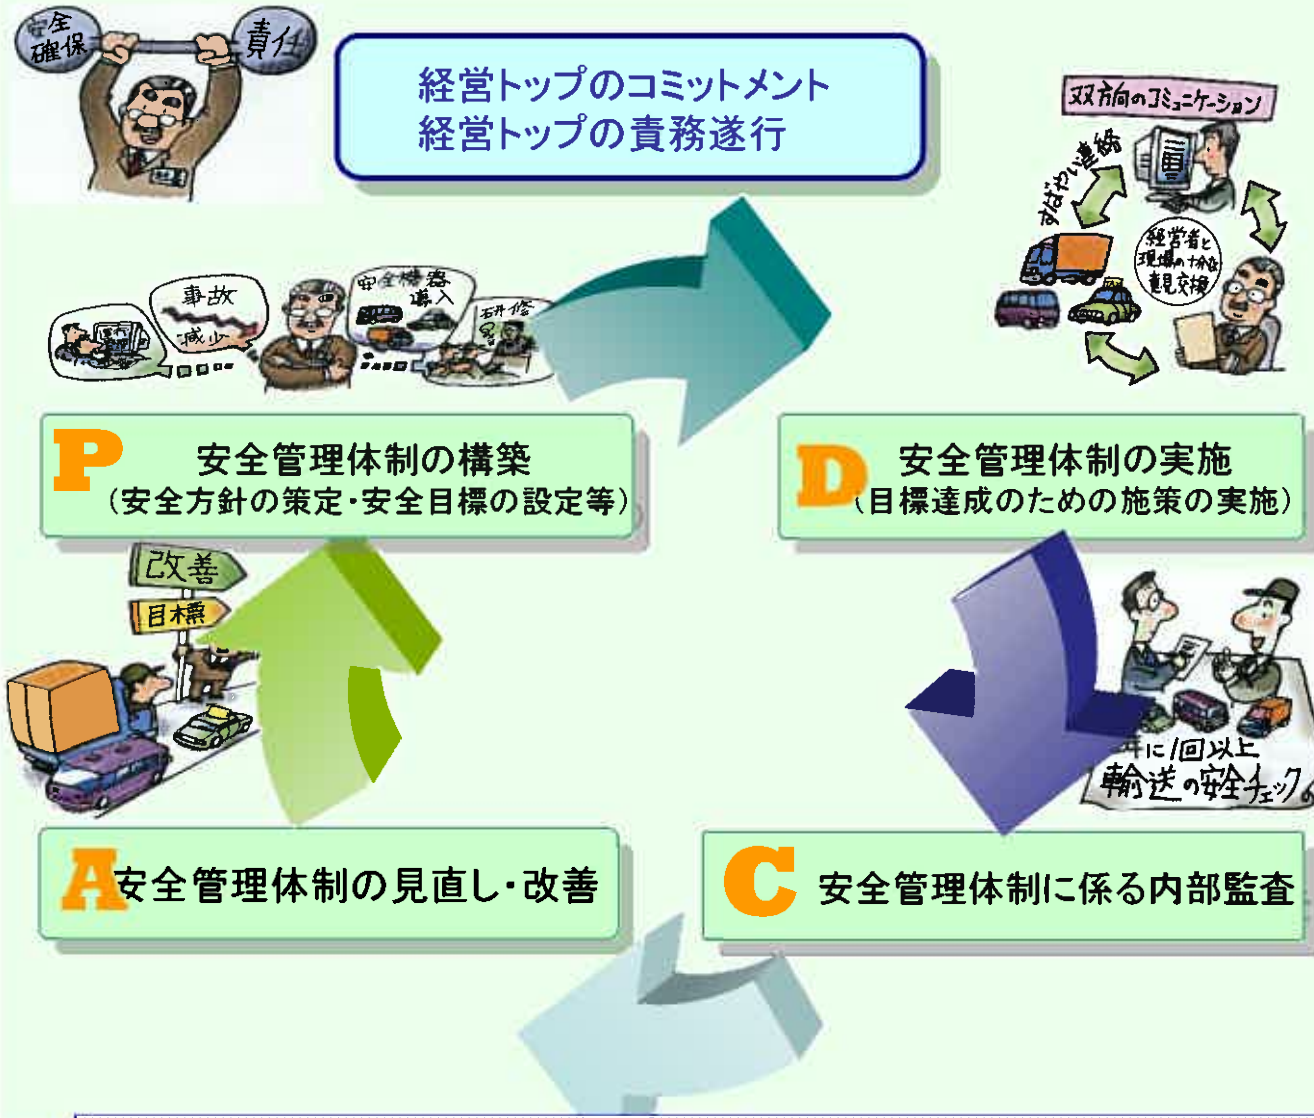 安全
確保
責任
経営トップのコミットメント
経営トップの責務遂行
双方向のコミュニケーション
すばやい連絡
経営者と
現場の十分な
意見交換
事故
減少
安全機器
導入
P
安全管理体制の構築
(安全方針の策定・安全目標の設定等)
D
安全管理体制の実施
(目標達成のための施策の実施)
改善
目標
年に1回以上
輸送の安全チェック
A
安全管理体制の見直し・改善
C
安全管理体制に係る内部監査